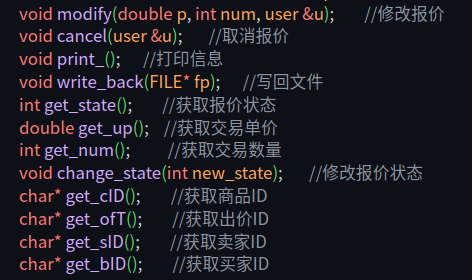 void modify(double p, int num, user &u);      //修改报价
void cancel(user &u);     //取消报价
void print_();    //打印信息
void write_back(FILE* fp);    //写回文件
int get_state();      //获取报价状态
double get_up();   //获取交易单价
int get_num();       //获取交易数量
void change_state(int new_state);     //修改报价状态
char* get_cID();      //获取商品ID
char* get_ofT();      //获取出价ID
char* get_sID();      //获取卖家ID
char* get_bID();      //获取买家ID